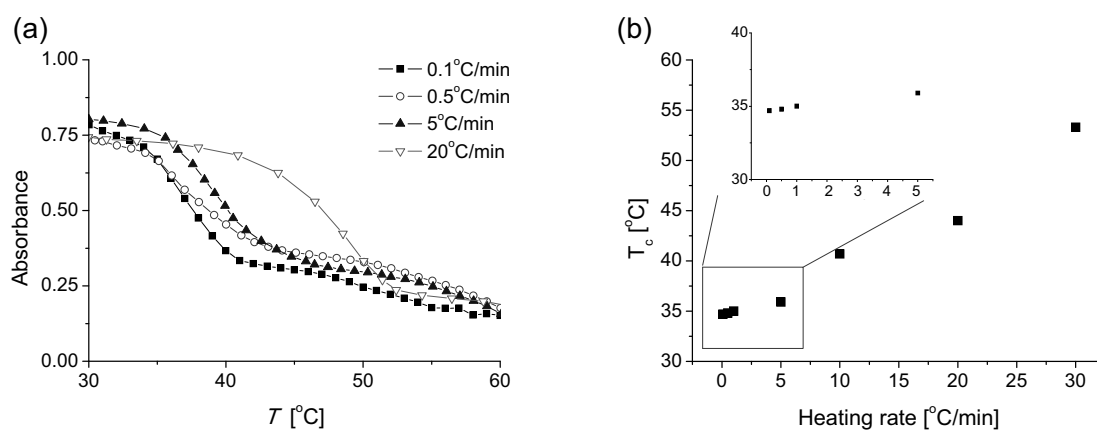 (a)
1.00
0.75
0.50
0.25
0.00
Absorbance
30 40 50 60
T [°C]
0.1°C/min
0.5°C/min
5°C/min
20°C/min
(b)
60
55
50
45
40
35
30
T_c [°C]
0 5 10 15 20 25 30
Heating rate [°C/min]
40
35
30
0 1 2 3 4 5